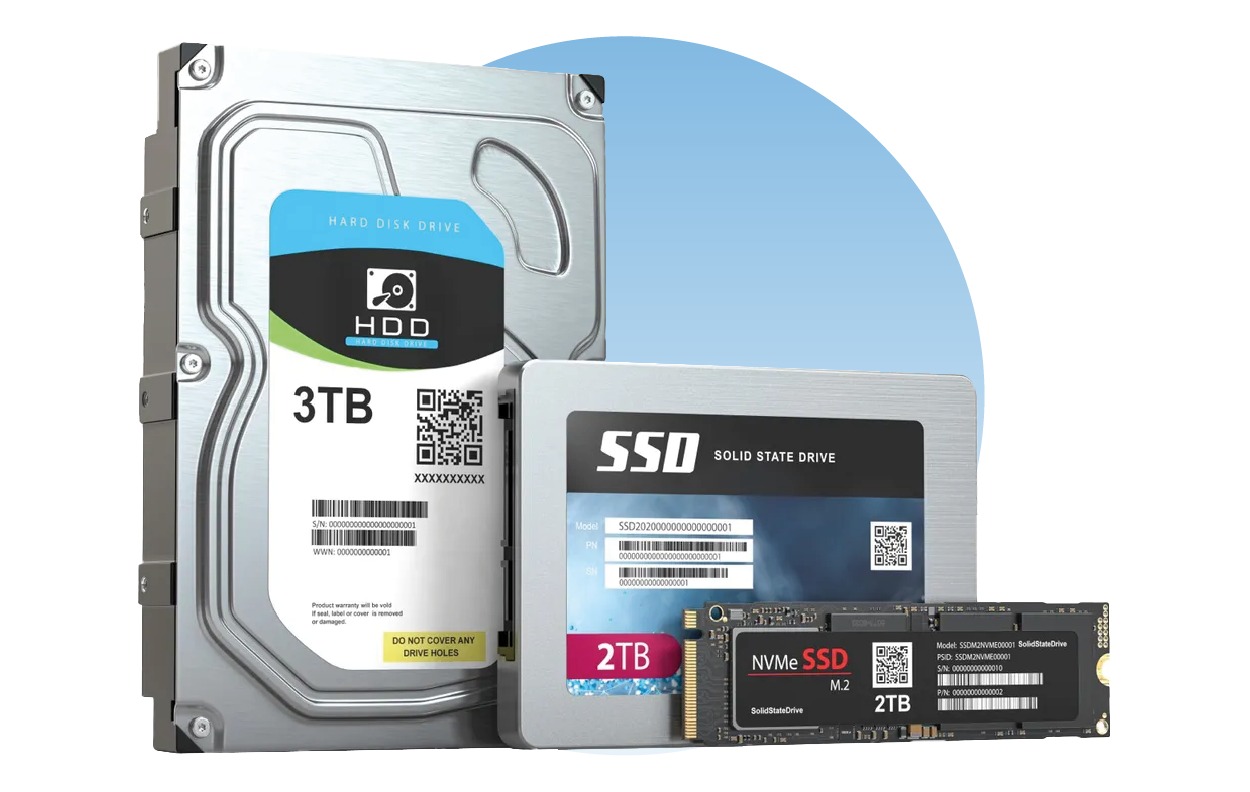 HARD DISK DRIVE
HDD
HARD DISK DRIVE
3TB
XXXXXXXXXX
S/N: 000000000000000000001
WWN: 0000000000001
Product warranty will be void
If seal, label or cover is removed
or damaged.
DO NOT COVER ANY
DRIVE HOLES
SSD SOLID STATE DRIVE
Model SSD2020000000000000001
PN
SN
0000000000000001
2TB
NVMe SSD
M.2
SolidStateDrive
2TB
Model: SSDM2NVME00001 SolidStateDrive
PSID: SSDM2NVME00001
S/N: 00000000000010
P/N: 00000000000002